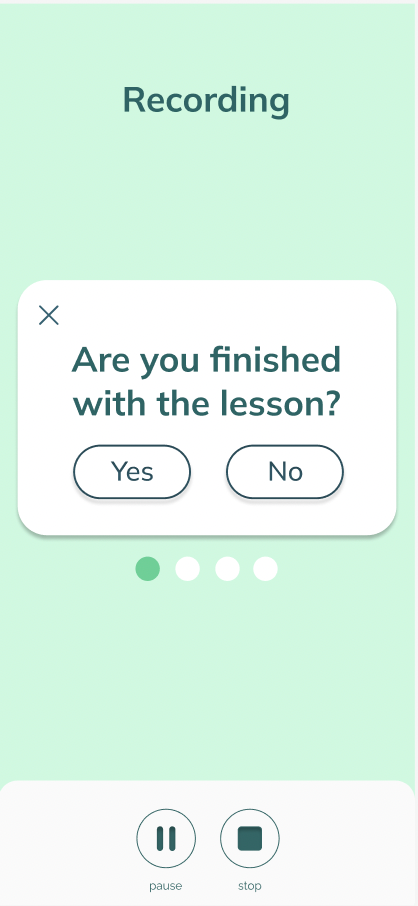 Recording
Are you finished
with the lesson?
Yes No
pause stop